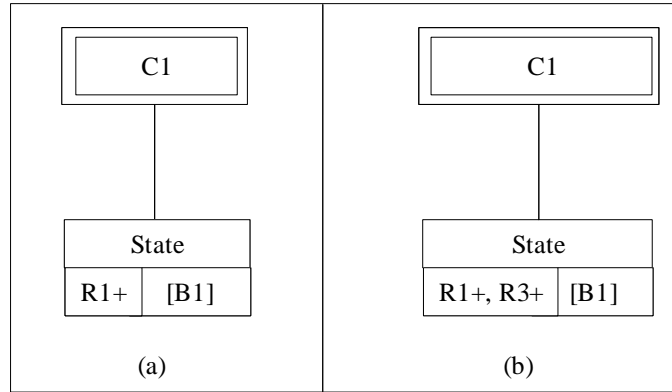 C1
C1
State
State
R1+ [B1]
R1+, R3+ [B1]
(a)
(b)